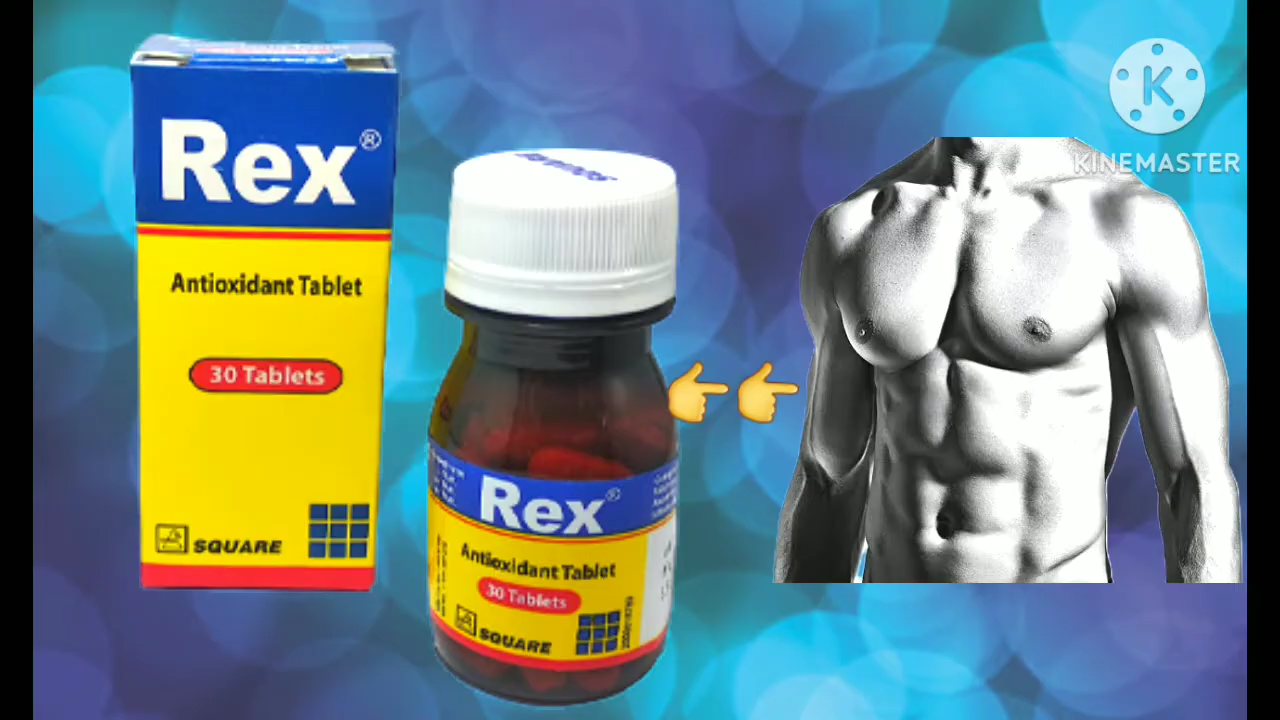 Rex®
Antioxidant Tablet
30 Tablets
SQUARE
Rex®
Antioxidant Tablet
30 Tablets
SQUARE
K
KINEMASTER